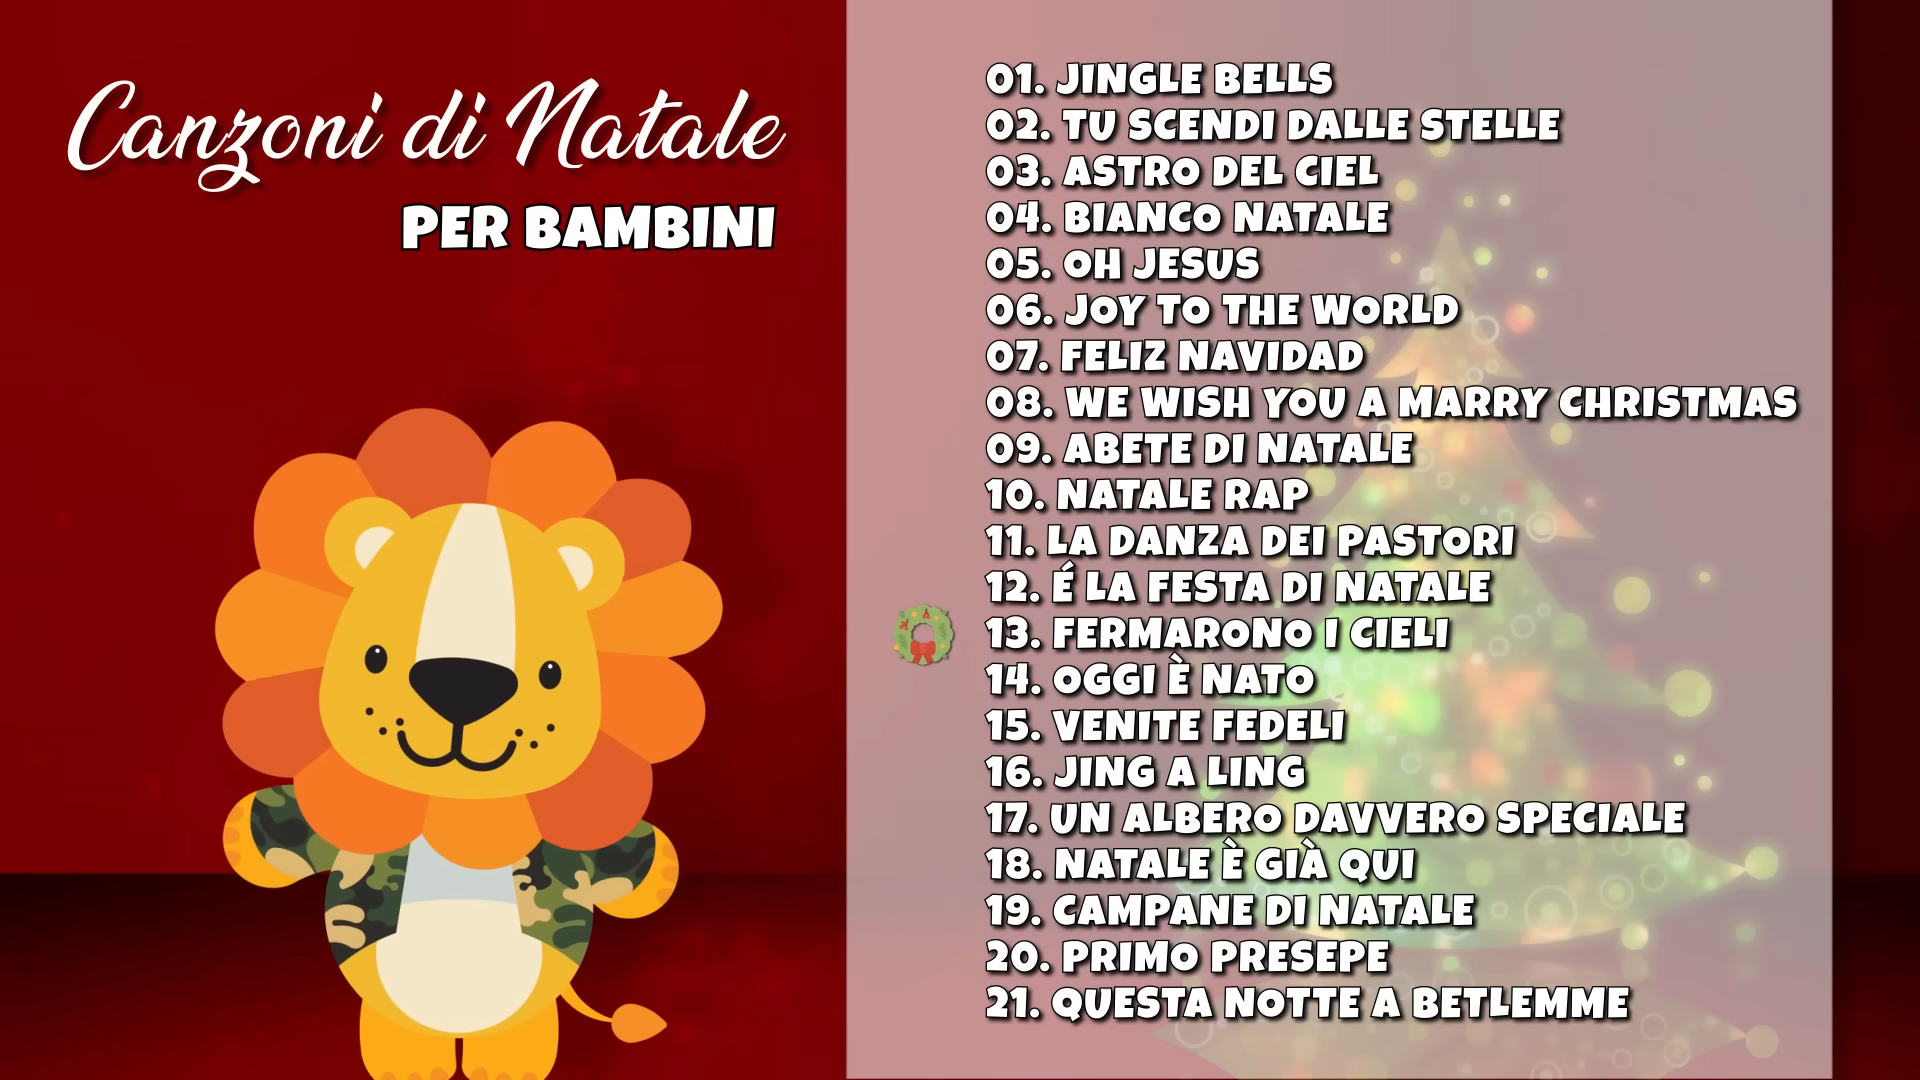 Canzoni di Natale
PER BAMBINI
01. JINGLE BELLS
02. TU SCENDI DALLE STELLE
03. ASTRO DEL CIEL
04. BIANCO NATALE
05. OH JESUS
06. JOY TO THE WORLD
07. FELIZ NAVIDAD
08. WE WISH YOU A MARRY CHRISTMAS
09. ABETE DI NATALE
10. NATALE RAP
11. LA DANZA DEI PASTORI
12. É LA FESTA DI NATALE
13. FERMARONO I CIELI
14. OGGI È NATO
15. VENITE FEDELI
16. JING A LING
17. UN ALBERO DAVVERO SPECIALE
18. NATALE È GIÀ QUI
19. CAMPANE DI NATALE
20. PRIMO PRESEPE
21. QUESTA NOTTE A BETLEMME